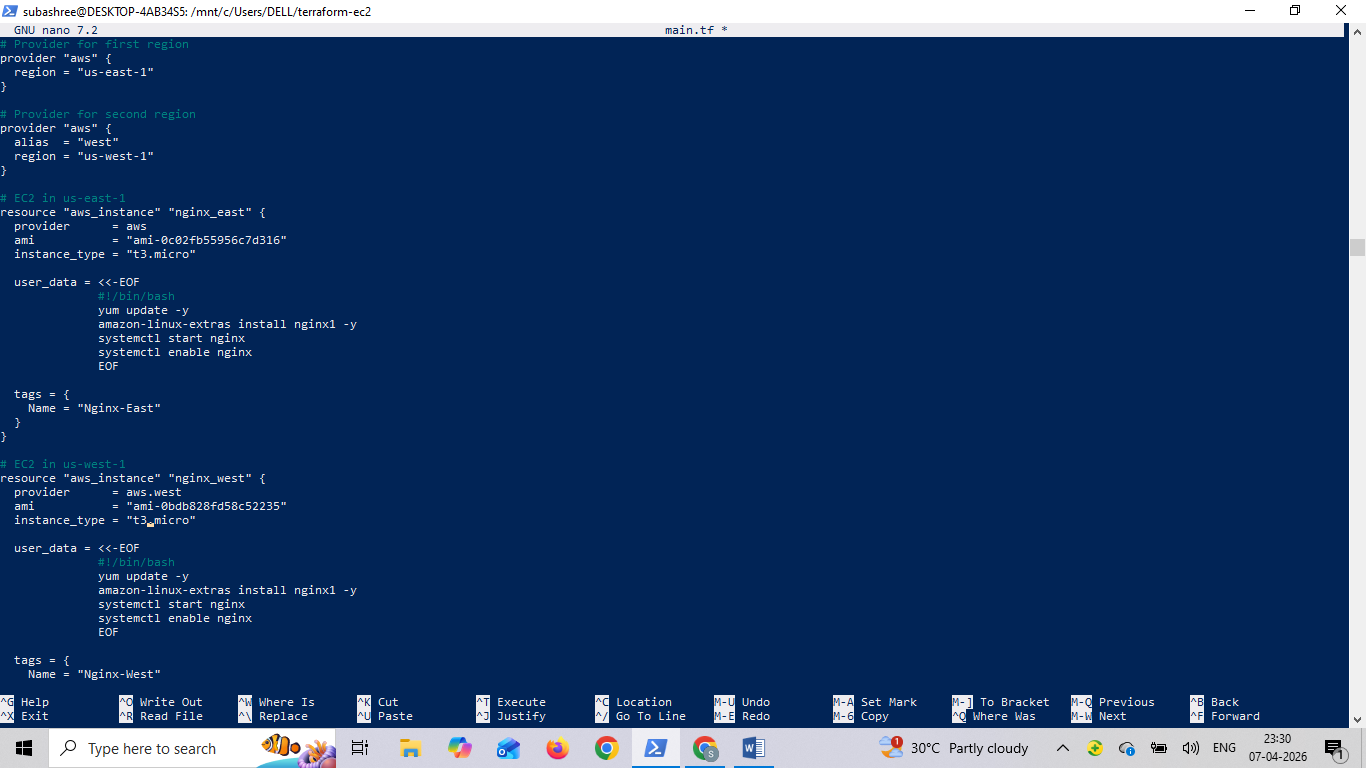 subashree@DESKTOP-4AB34S5: /mnt/c/Users/DELL/terraform-ec2
GNU nano 7.2 main.tf *
# Provider for first region
provider "aws" {
  region = "us-east-1"
}

# Provider for second region
provider "aws" {
  alias  = "west"
  region = "us-west-1"
}

# EC2 in us-east-1
resource "aws_instance" "nginx_east" {
  provider      = aws
  ami           = "ami-0c02fb55956c7d316"
  instance_type = "t3.micro"

  user_data = <<-EOF
              #!/bin/bash
              yum update -y
              amazon-linux-extras install nginx1 -y
              systemctl start nginx
              systemctl enable nginx
              EOF

  tags = {
    Name = "Nginx-East"
  }
}

# EC2 in us-west-1
resource "aws_instance" "nginx_west" {
  provider      = aws.west
  ami           = "ami-0bdb828fd58c52235"
  instance_type = "t3.micro"

  user_data = <<-EOF
              #!/bin/bash
              yum update -y
              amazon-linux-extras install nginx1 -y
              systemctl start nginx
              systemctl enable nginx
              EOF

  tags = {
    Name = "Nginx-West"
^G Help ^O Write Out ^W Where Is ^K Cut ^T Execute ^C Location M-U Undo M-A Set Mark M-] To Bracket M-Q Previous ^B Back
^X Exit ^R Read File ^\ Replace ^U Paste ^J Justify ^/ Go To Line M-E Redo M-6 Copy ^Q Where Was M-W Next ^F Forward
Type here to search 1 30°C Partly cloudy ENG 23:30
07-04-2026 1